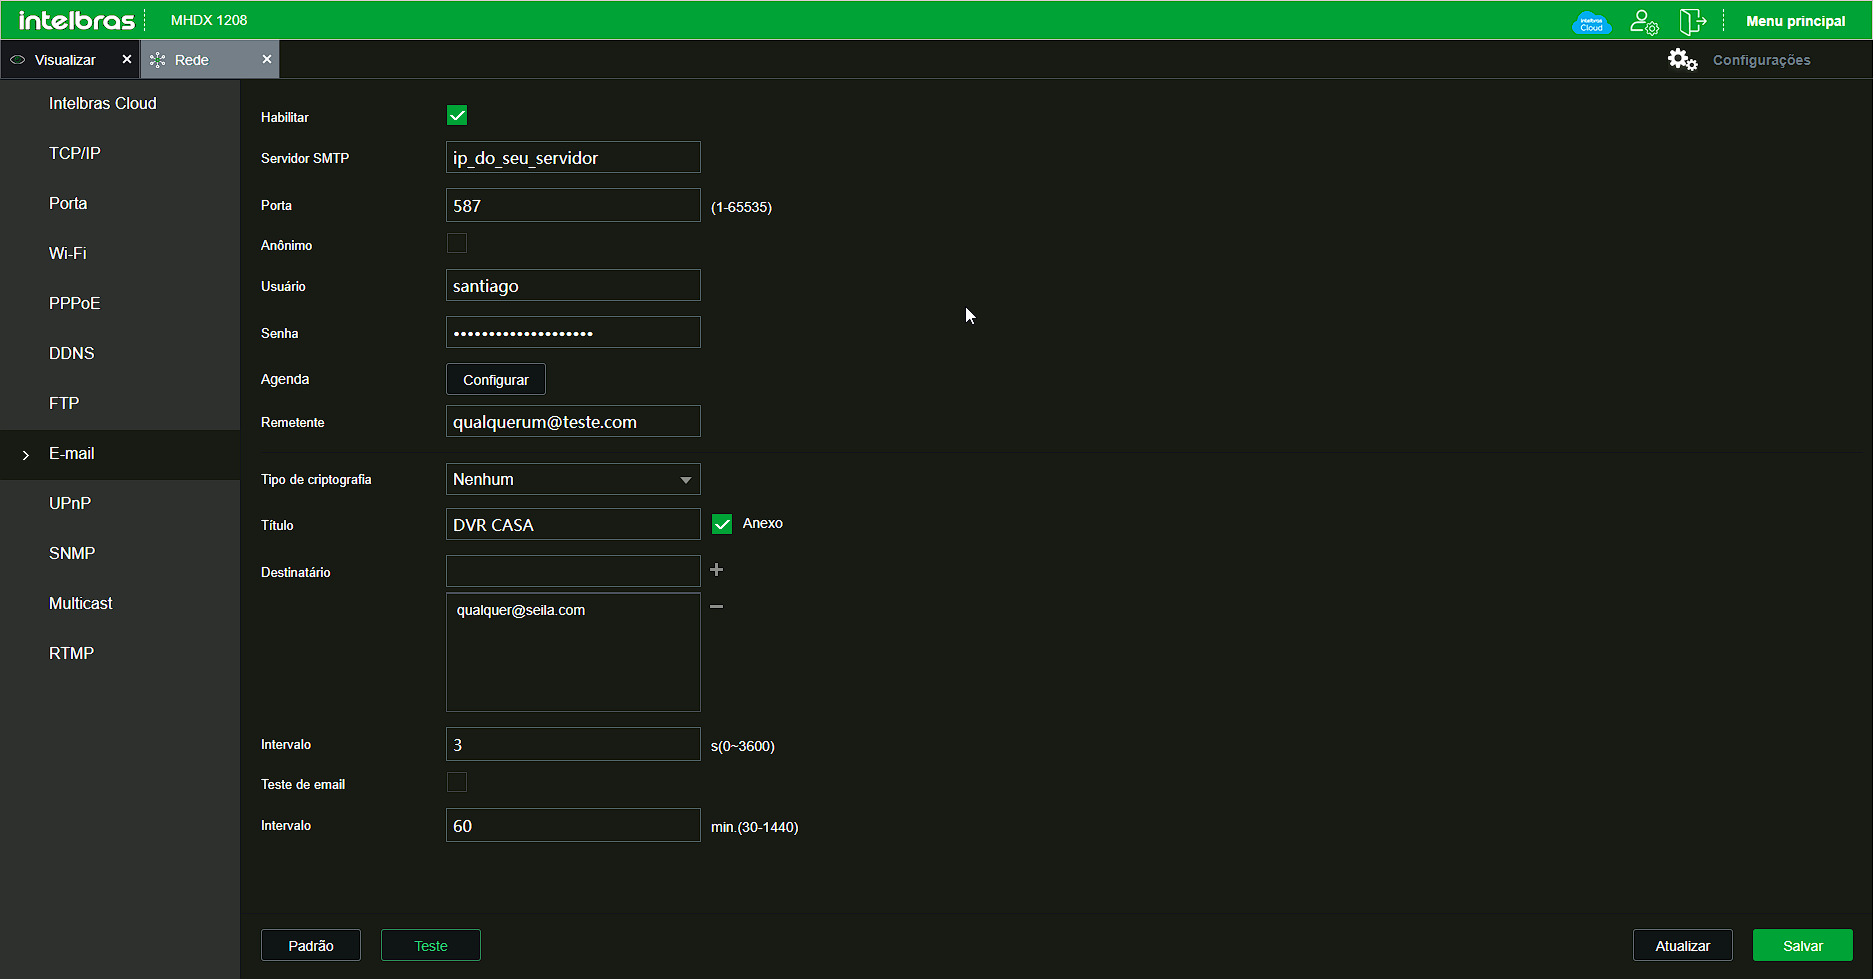 intelbras MHDX 1208 intelbras Cloud Menu principal
Visualizar Rede Configurações
Intelbras Cloud
TCP/IP
Porta
Wi-Fi
PPPoE
DDNS
FTP
E-mail
UPnP
SNMP
Multicast
RTMP
Habilitar
Servidor SMTP ip_do_seu_servidor
Porta 587 (1-65535)
Anônimo
Usuário santiago
Senha ••••••••••••••••••••
Agenda Configurar
Remetente qualquerum@teste.com
Tipo de criptografia Nenhum
Título DVR CASA Anexo
Destinatário
qualquer@seila.com
Intervalo 3 s(0~3600)
Teste de email
Intervalo 60 min.(30-1440)
Padrão Teste Atualizar Salvar